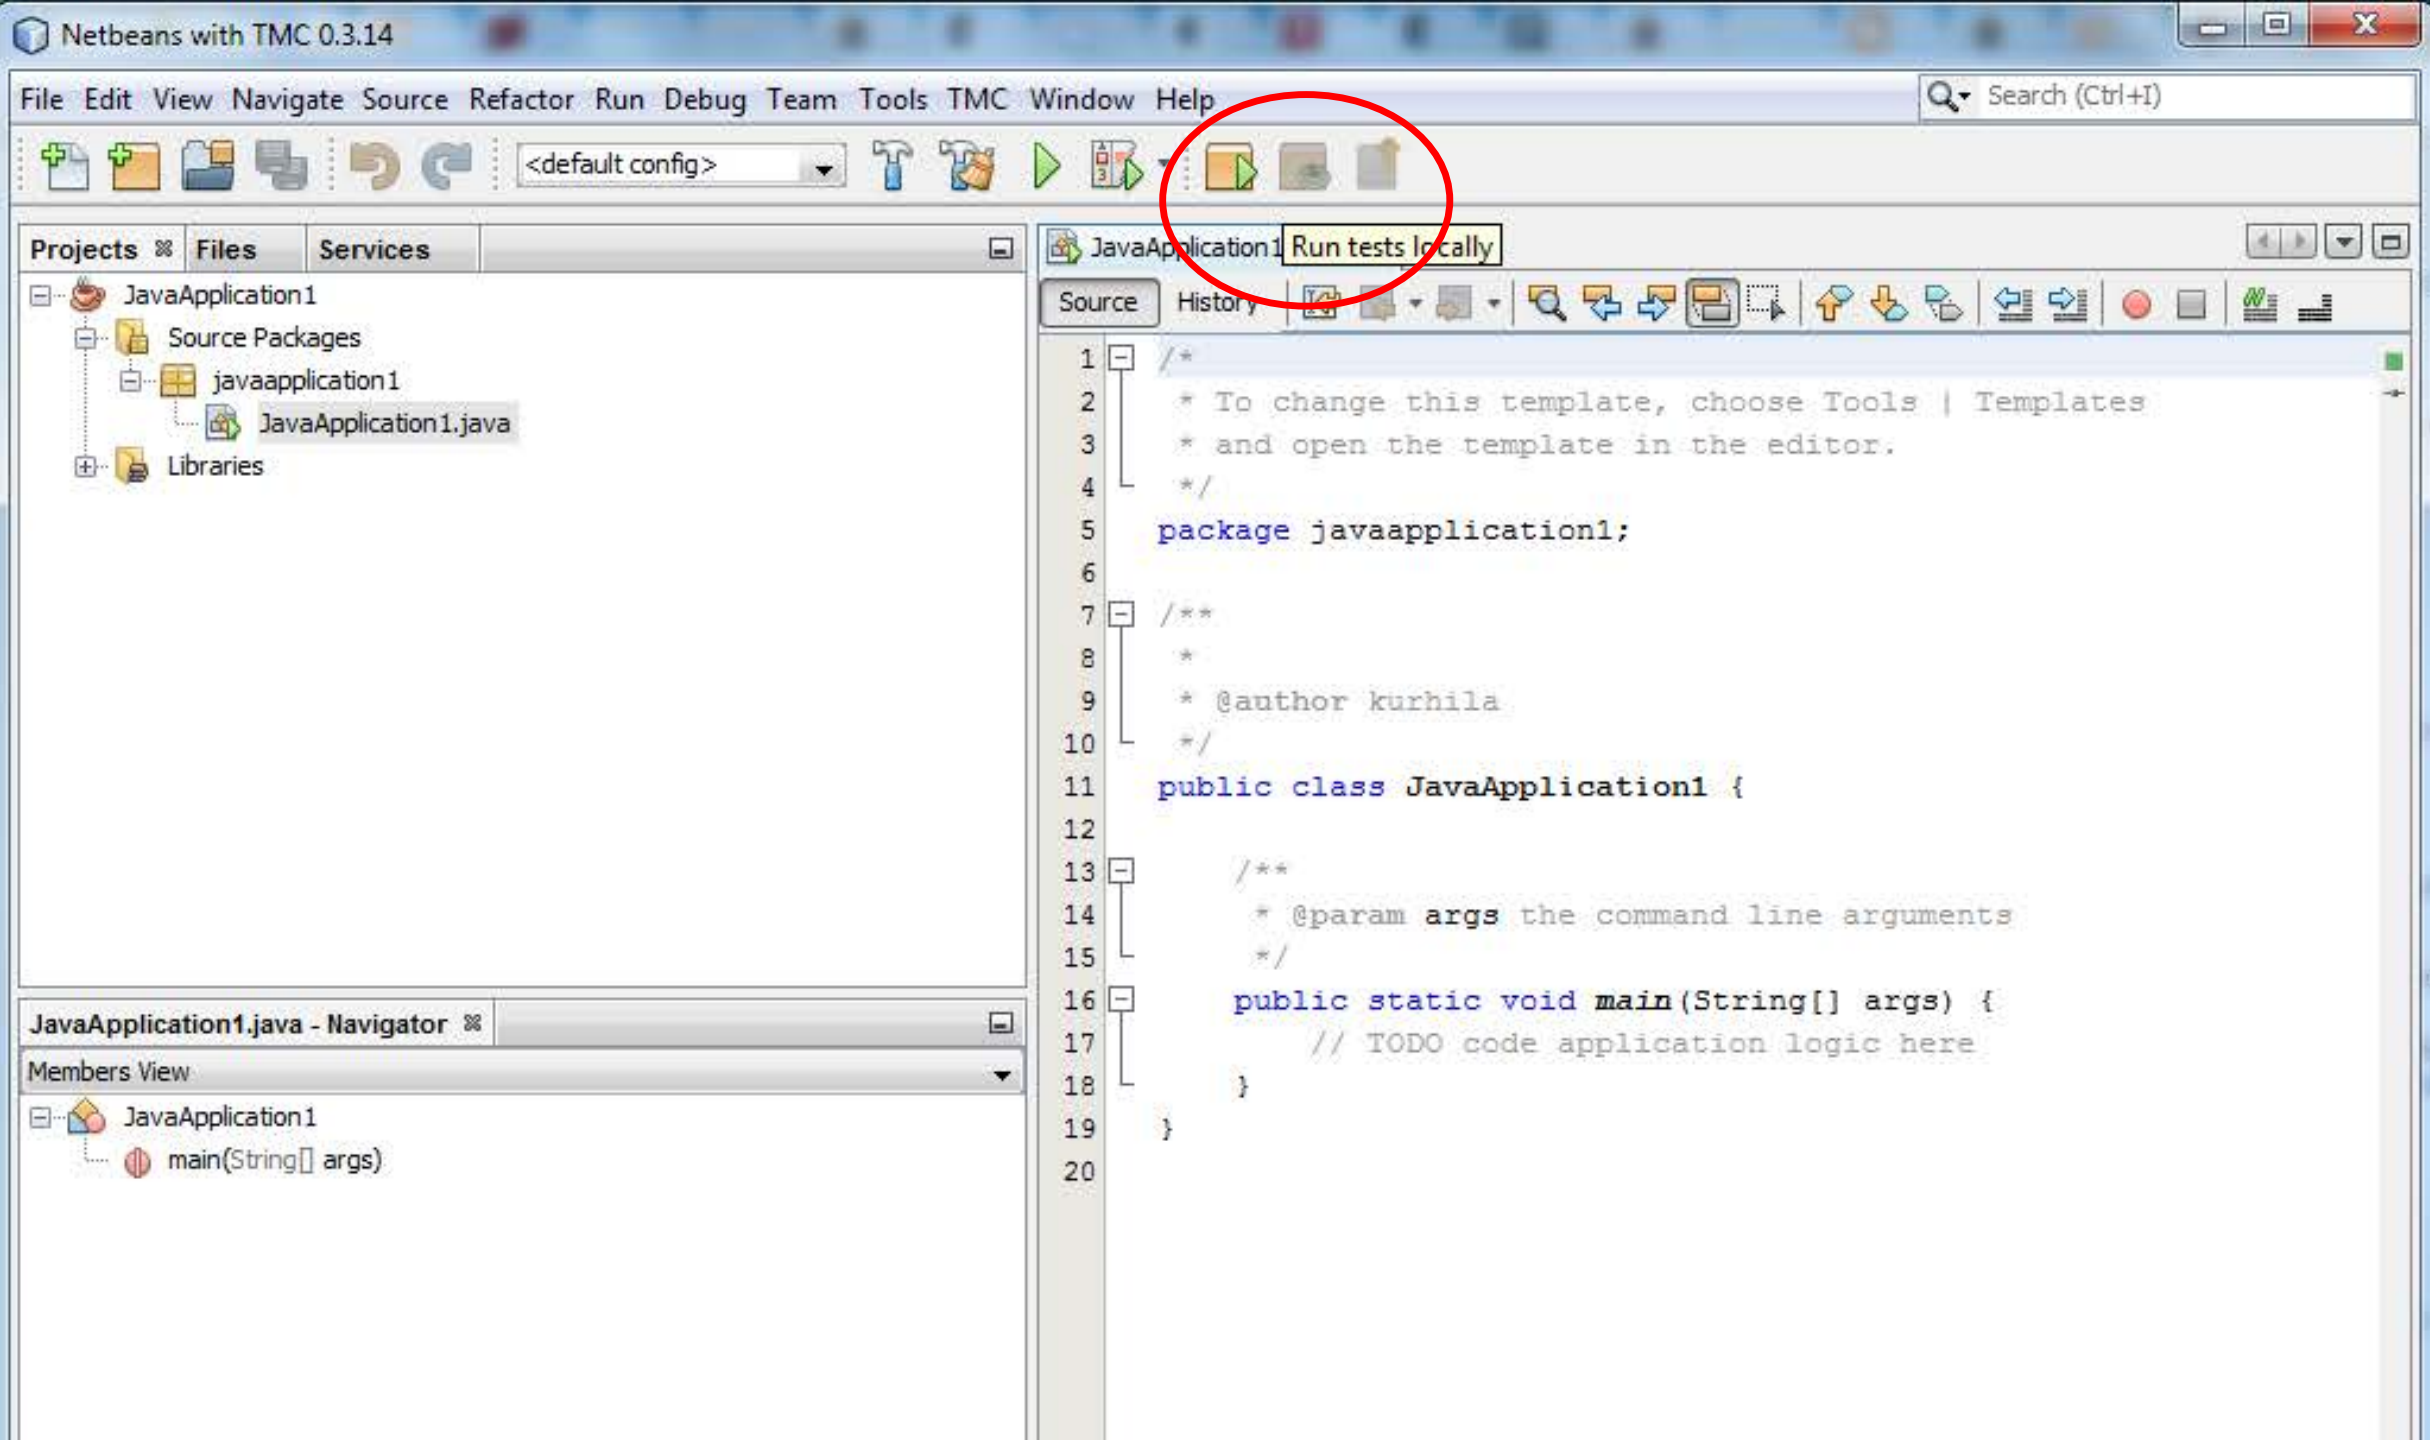 Netbeans with TMC 0.3.14
File Edit View Navigate Source Refactor Run Debug Team Tools TMC Window Help
Search (Ctrl+I)
<default config>
Projects Files Services
JavaApplication1
Source Packages
javaapplication1
JavaApplication1.java
Libraries
JavaApplication1.java - Navigator
Members View
JavaApplication1
main(String[] args)
JavaApplication1
Run tests locally
Source History
1 /*
2 * To change this template, choose Tools | Templates
3 * and open the template in the editor.
4 */
5 package javaapplication1;
6
7 /**
8 *
9 * @author kurhila
10 */
11 public class JavaApplication1 {
12
13 /**
14 * @param args the command line arguments
15 */
16 public static void main(String[] args) {
17 // TODO code application logic here
18 }
19 }
20